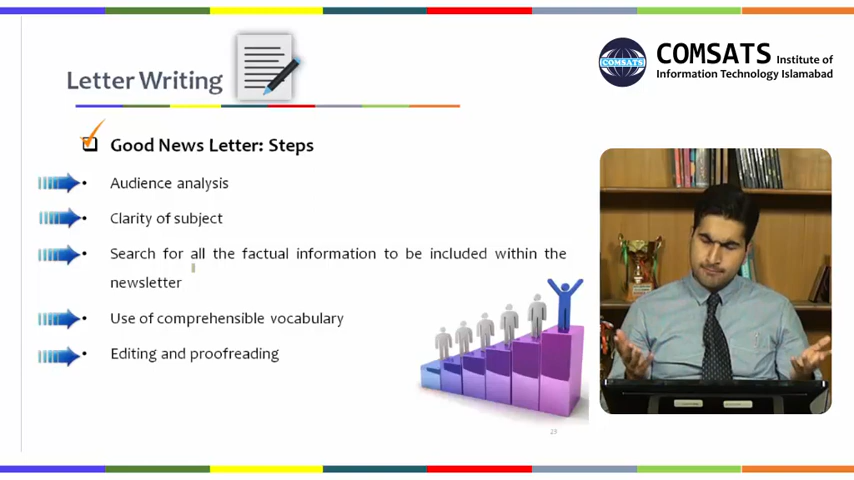 COMSATS Institute of
Information Technology Islamabad
COMSATS
Letter Writing
Good News Letter: Steps
• Audience analysis
• Clarity of subject
• Search for all the factual information to be included within the
newsletter
• Use of comprehensible vocabulary
• Editing and proofreading
23